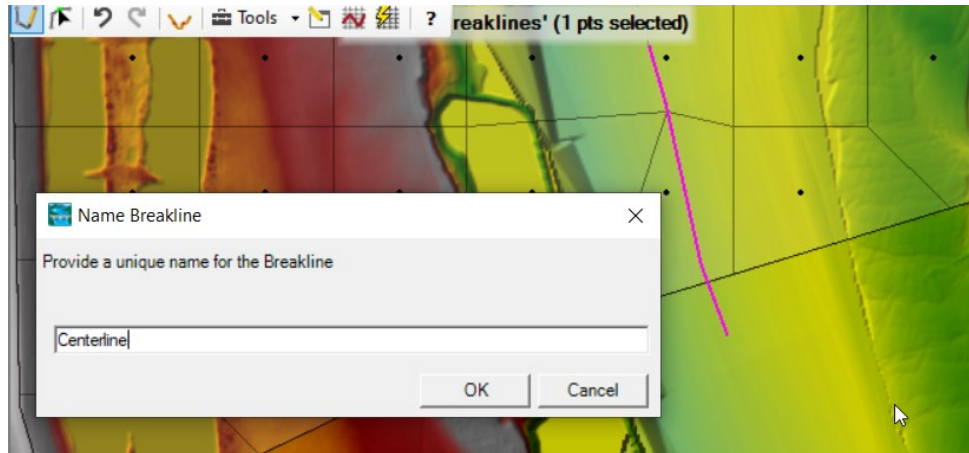 Tools ? reaklines' (1 pts selected)
Name Breakline
Provide a unique name for the Breakline
Centerline
OK Cancel